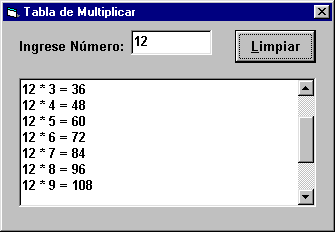 Tabla de Multiplicar
Ingrese Número: 12 Limpiar
12 * 3 = 36
12 * 4 = 48
12 * 5 = 60
12 * 6 = 72
12 * 7 = 84
12 * 8 = 96
12 * 9 = 108